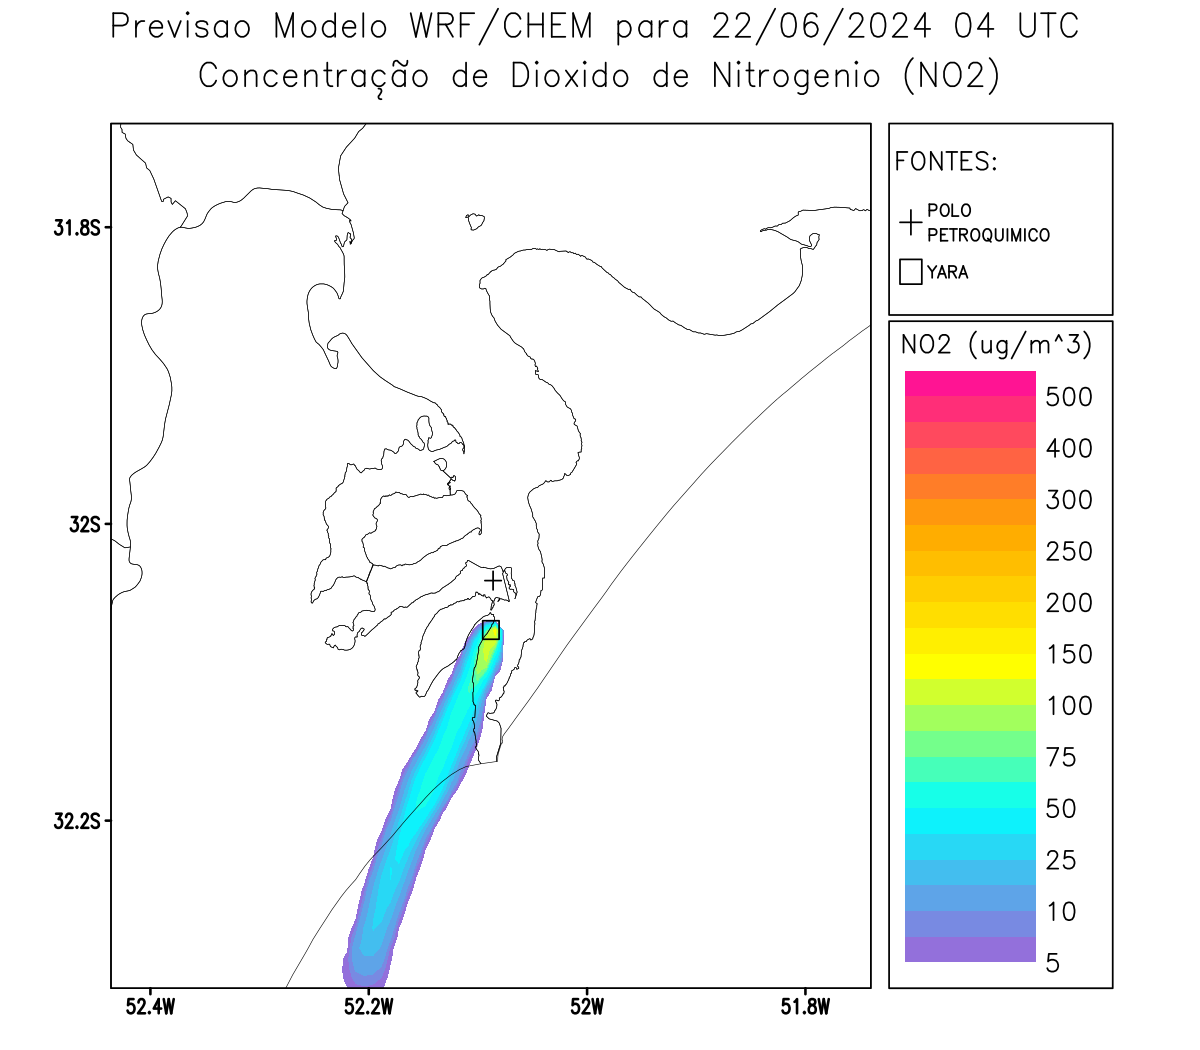 Previsao Modelo WRF/CHEM para 22/06/2024 04 UTC
Concentração de Dioxido de Nitrogenio (NO2)
FONTES:
POLO
PETROQUIMICO
YARA
NO2 (ug/m^3)
500
400
300
250
200
150
100
75
50
25
10
5
31.8S
32S
32.2S
52.4W
52.2W
52W
51.8W